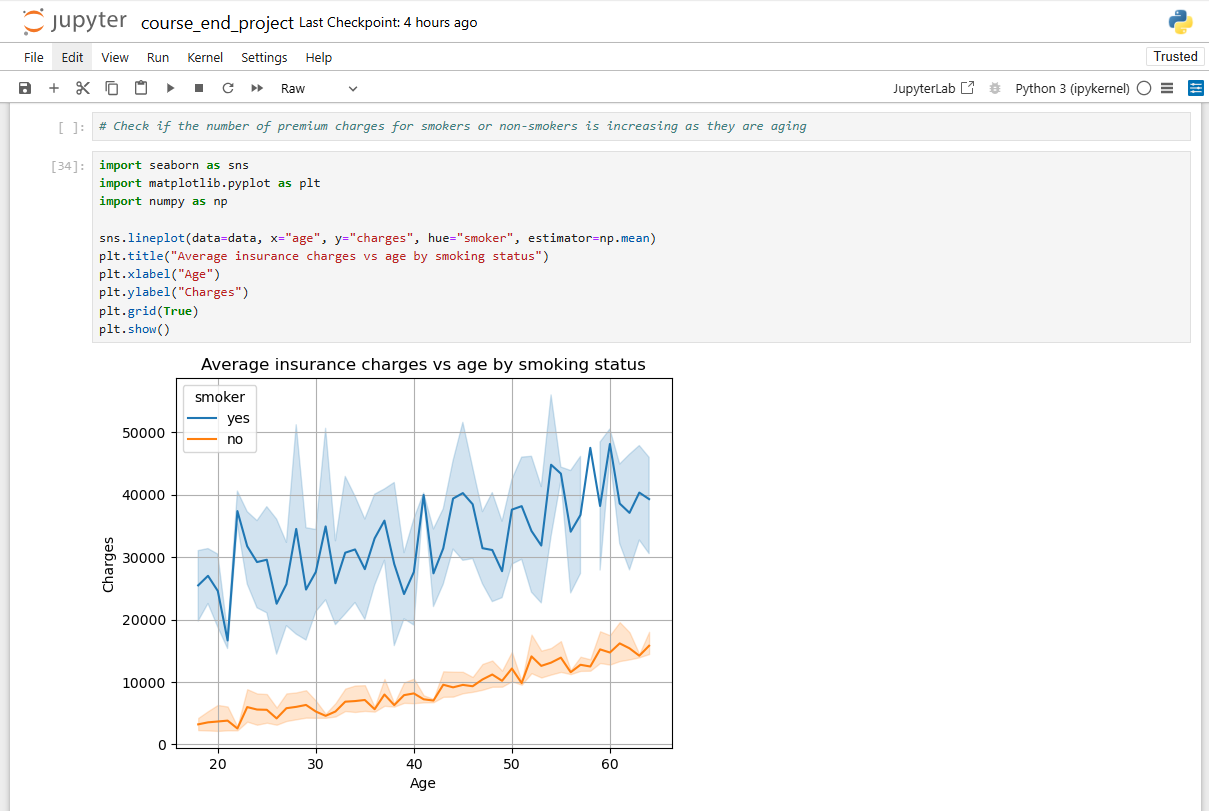 jupyter course_end_project Last Checkpoint: 4 hours ago
File Edit View Run Kernel Settings Help Trusted
Raw JupyterLab Python 3 (ipykernel)
[ ]: # Check if the number of premium charges for smokers or non-smokers is increasing as they are aging
[34]: import seaborn as sns
import matplotlib.pyplot as plt
import numpy as np
sns.lineplot(data=data, x="age", y="charges", hue="smoker", estimator=np.mean)
plt.title("Average insurance charges vs age by smoking status")
plt.xlabel("Age")
plt.ylabel("Charges")
plt.grid(True)
plt.show()
Average insurance charges vs age by smoking status
smoker
yes
no
50000
40000
30000
20000
10000
0
Charges
20 30 40 50 60
Age